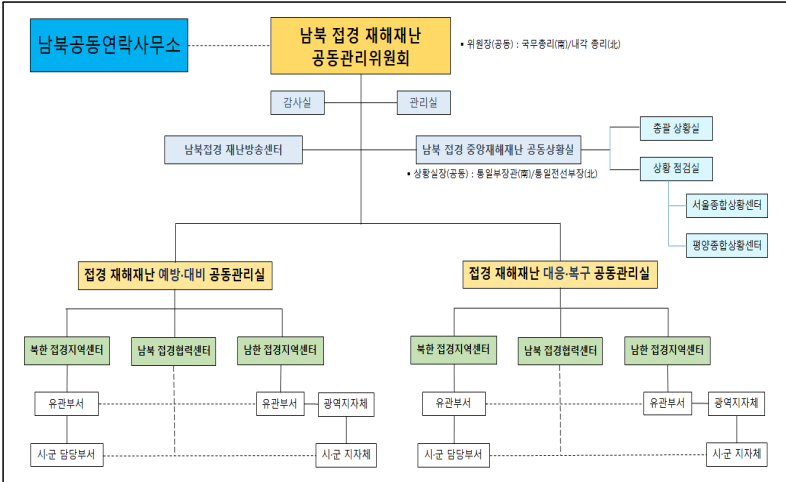 남북공동연락사무소
남북 접경 재해재난
공동관리위원회
▪ 위원장(공동) : 국무총리(南)/내각 총리(北)
감사실
관리실
남북접경 재난방송센터
남북 접경 중앙재해재난 공동상황실
총괄 상황실
▪ 상황실장(공동) : 통일부장관(南)/통일전선부장(北)
상황 점검실
서울종합상황센터
평양종합상황센터
접경 재해재난 예방·대비 공동관리실
접경 재해재난 대응·복구 공동관리실
북한 접경지역센터
남북 접경협력센터
남한 접경지역센터
북한 접경지역센터
남북 접경협력센터
남한 접경지역센터
유관부서
유관부서
광역지자체
유관부서
유관부서
광역지자체
시·군 담당부서
시·군 지자체
시·군 담당부서
시·군 지자체